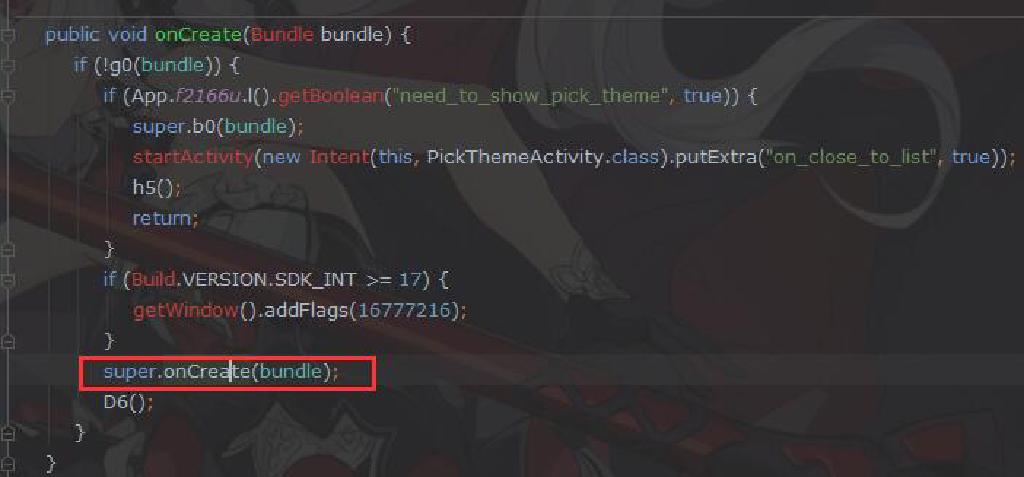 public void onCreate(Bundle bundle) {
if (!g0(bundle)) {
if (App.f2166u.l().getBoolean("need_to_show_pick_theme", true)) {
super.b0(bundle);
startActivity(new Intent(this, PickThemeActivity.class).putExtra("on_close_to_list", true));
h5();
return;
}
if (Build.VERSION.SDK_INT >= 17) {
getWindow().addFlags(16777216);
}
super.onCreate(bundle);
D6();
}
}